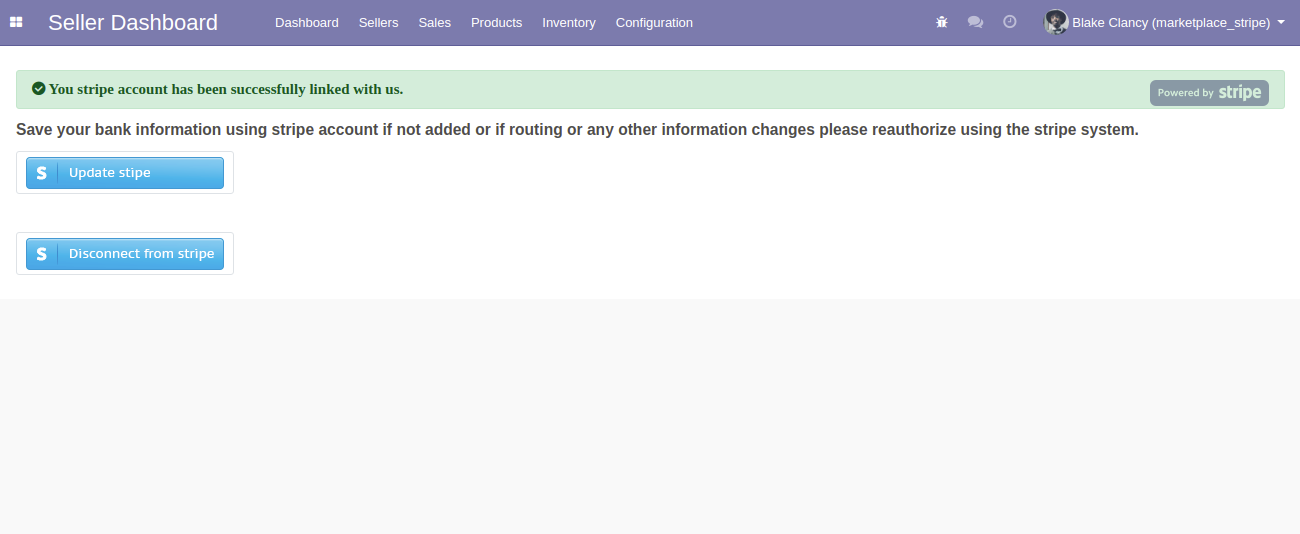 Seller Dashboard Dashboard Sellers Sales Products Inventory Configuration Blake Clancy (marketplace_stripe)
You stripe account has been successfully linked with us. Powered by stripe
Save your bank information using stripe account if not added or if routing or any other information changes please reauthorize using the stripe system.
S Update stipe
S Disconnect from stripe